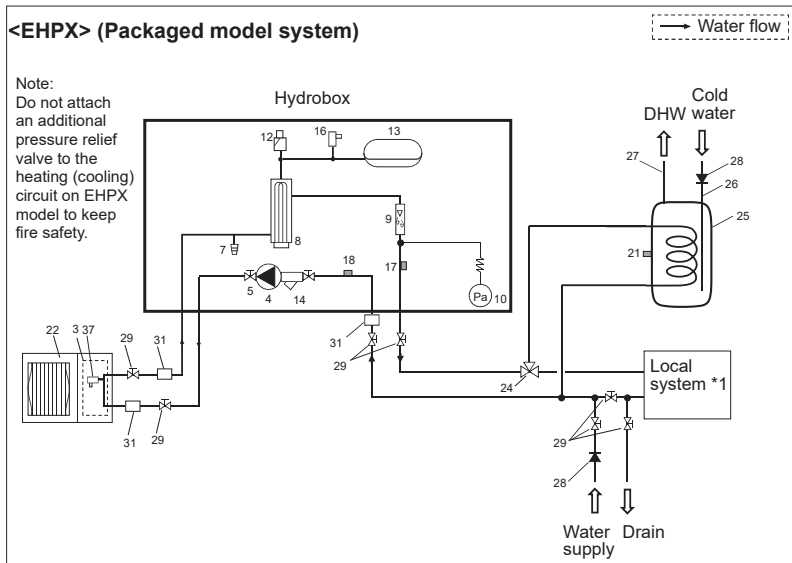 <EHPX> (Packaged model system)
Water flow
Note:
Do not attach
an additional
pressure relief
valve to the
heating (cooling)
circuit on EHPX
model to keep
fire safety.
Hydrobox
DHW
Cold
water
12
16
13
27
28
26
25
7
8
9
21
18
17
5
4
14
Pa
10
22
3
37
29
31
31
29
31
29
24
Local
system *1
29
28
Water
supply
Drain